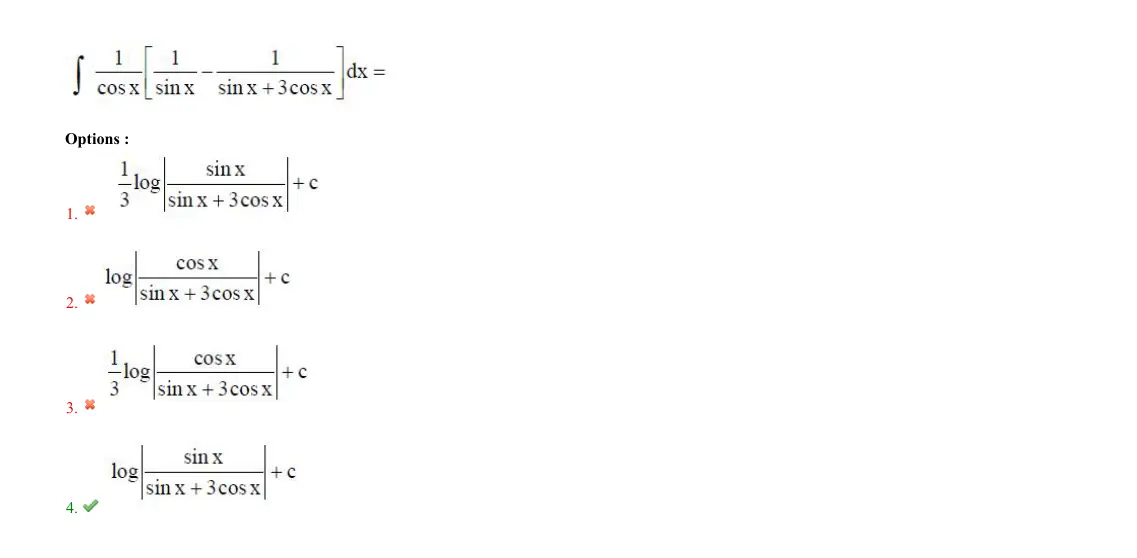 ∫ 1/cos x [ 1/sin x − 1/(sin x + 3cos x) ] dx =
Options :
1. ✖ 1/3 log | sin x/(sin x + 3cos x) | + c
2. ✖ log | cos x/(sin x + 3cos x) | + c
3. ✖ 1/3 log | cos x/(sin x + 3cos x) | + c
4. ✔ log | sin x/(sin x + 3cos x) | + c